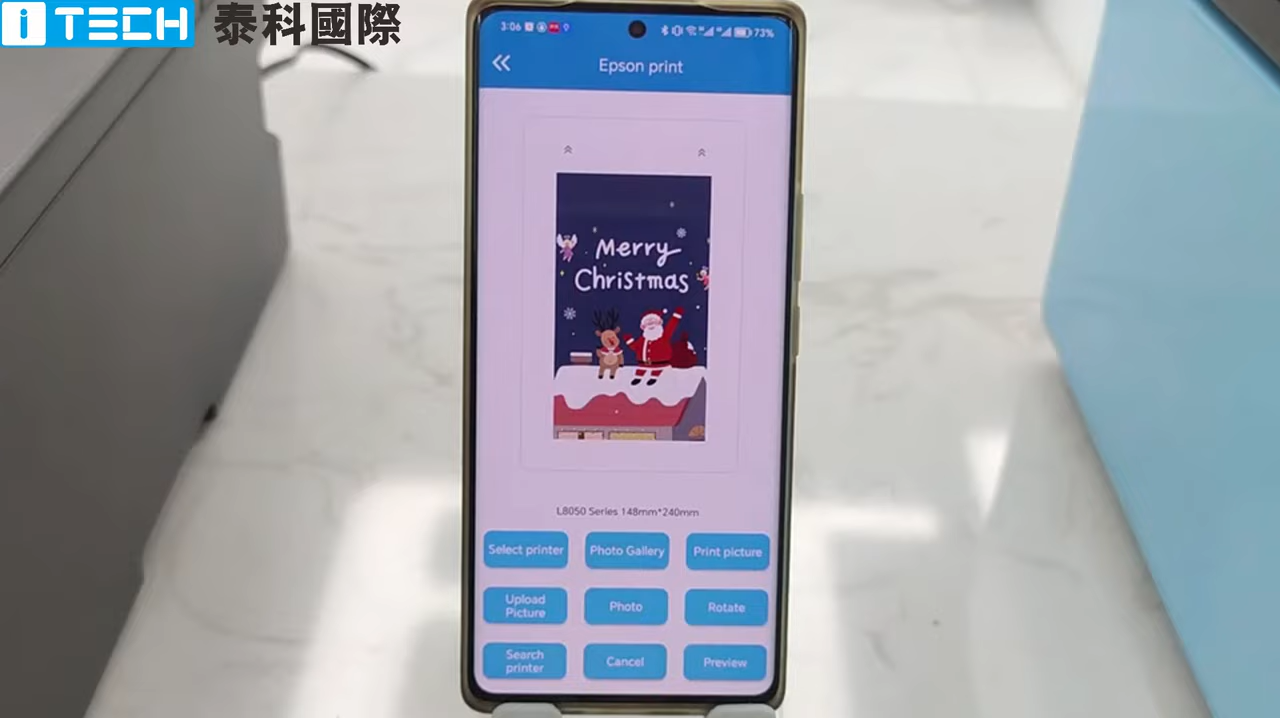 iTECH 泰科國際
3:06 73%
Epson print
Merry
Christmas
L8050 Series 148mm*240mm
Select printer Photo Gallery Print picture
Upload
Picture
Photo
Rotate
Search
printer
Cancel
Preview